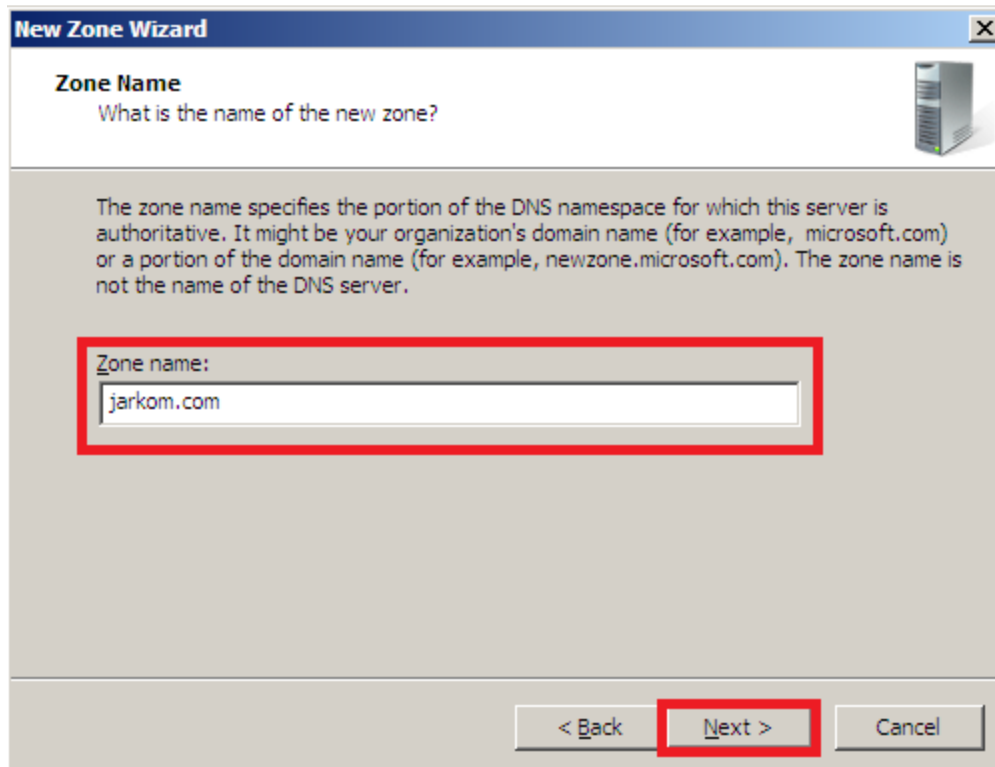 New Zone Wizard
Zone Name
What is the name of the new zone?
The zone name specifies the portion of the DNS namespace for which this server is
authoritative. It might be your organization's domain name (for example,  microsoft.com)
or a portion of the domain name (for example, newzone.microsoft.com). The zone name is
not the name of the DNS server.
Zone name:
jarkom.com
< Back
Next >
Cancel